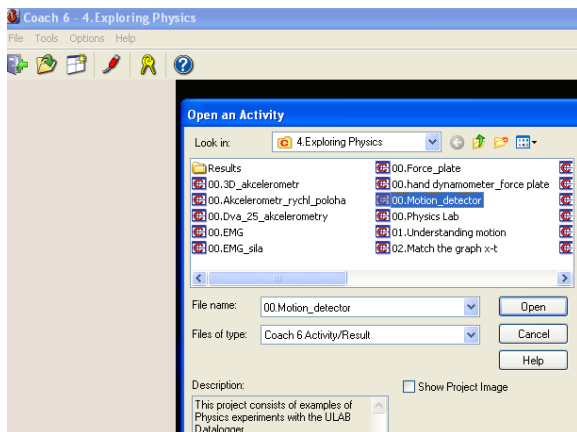 Coach 6 - 4.Exploring Physics
File Tools Options Help
Open an Activity
Look in: 4.Exploring Physics
Results
00.3D_akcelerometr
00.Akcelerometr_rychl_poloha
00.Dva_25_akcelerometry
00.EMG
00.EMG_sila
00.Force_plate
00.hand dynamometer_force plate
00.Motion_detector
00.Physics Lab
01.Understanding motion
02.Match the graph x-t
File name: 00.Motion_detector Open
Files of type: Coach 6 Activity/Result Cancel
Help
Description: Show Project Image
This project consists of examples of
Physics experiments with the ULAB
Datalogger